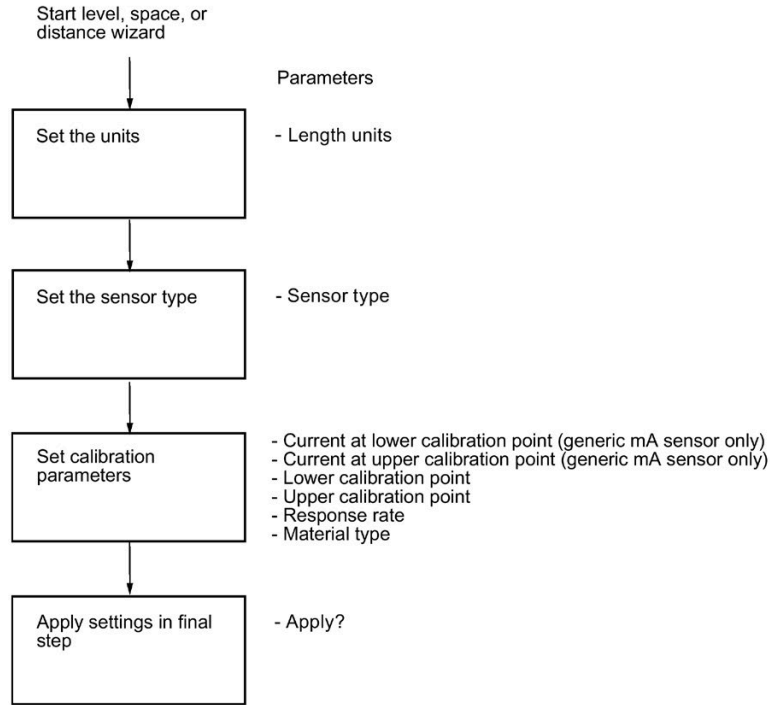 Start level, space, or
distance wizard
Parameters
Set the units
- Length units
Set the sensor type
- Sensor type
Set calibration
parameters
- Current at lower calibration point (generic mA sensor only)
- Current at upper calibration point (generic mA sensor only)
- Lower calibration point
- Upper calibration point
- Response rate
- Material type
Apply settings in final
step
- Apply?